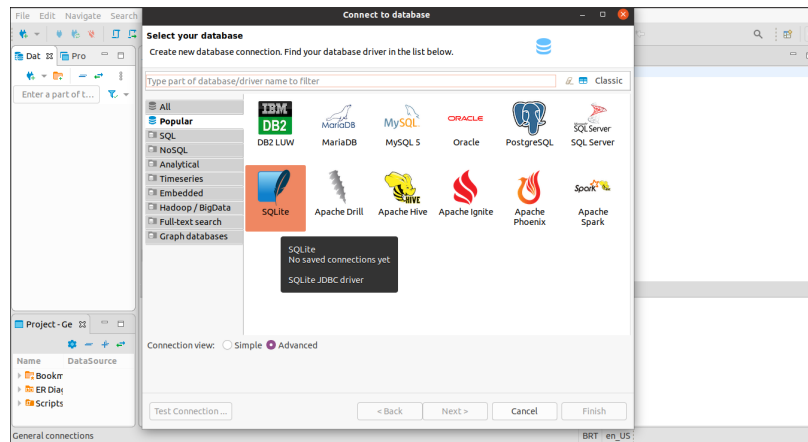 File Edit Navigate Search
Connect to database
Select your database
Create new database connection. Find your database driver in the list below.
Dat
Pro
Type part of database/driver name to filter
Classic
Enter a part of t...
All
Popular
SQL
NoSQL
Analytical
Timeseries
Embedded
Hadoop / BigData
Full-text search
Graph databases
IBM
DB2
MariaDB
MySQL
ORACLE
SQL Server
DB2 LUW
MariaDB
MySQL 5
Oracle
PostgreSQL
SQL Server
HIVE
Spark
SQLite
Apache Drill
Apache Hive
Apache Ignite
Apache
Phoenix
Apache
Spark
SQLite
No saved connections yet
SQLite JDBC driver
Project - Ge
Connection view: Simple Advanced
Name DataSource
Bookm
ER Dia
Scripts
Test Connection ...
< Back
Next >
Cancel
Finish
General connections
BRT en_US